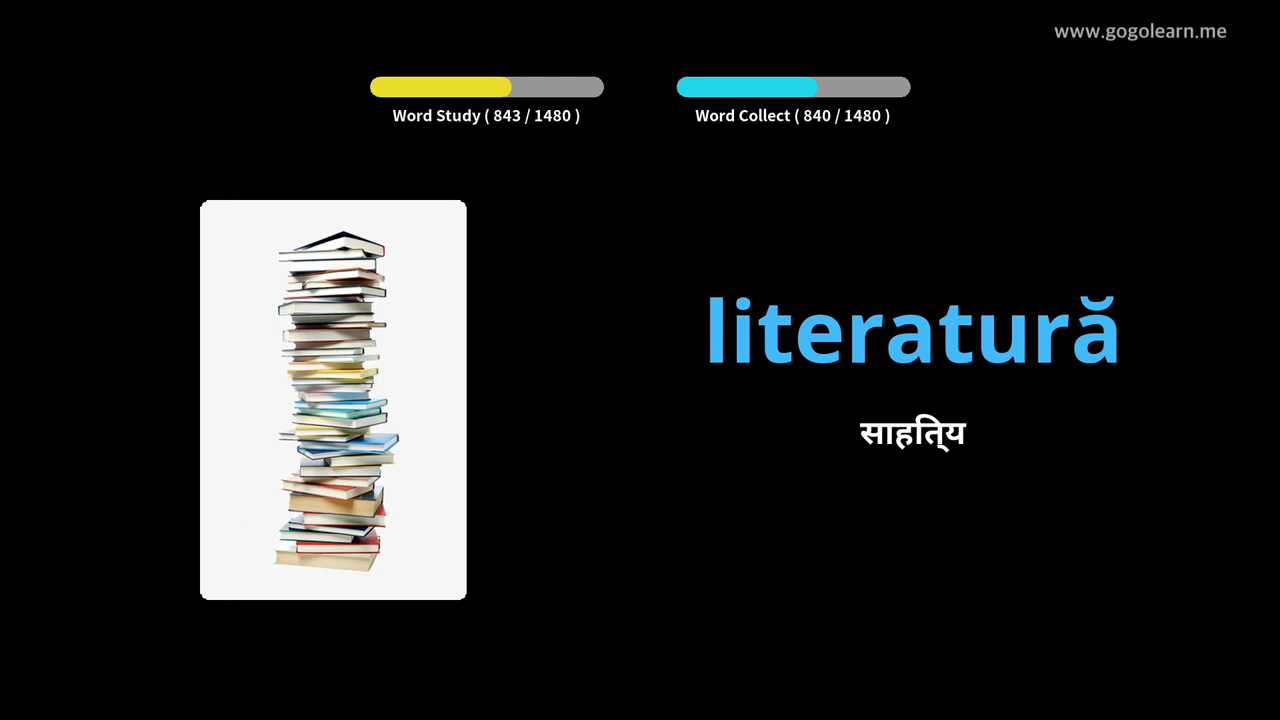 www.gogolearn.me
Word Study ( 843 / 1480 )
Word Collect ( 840 / 1480 )
literatură
साहित्य